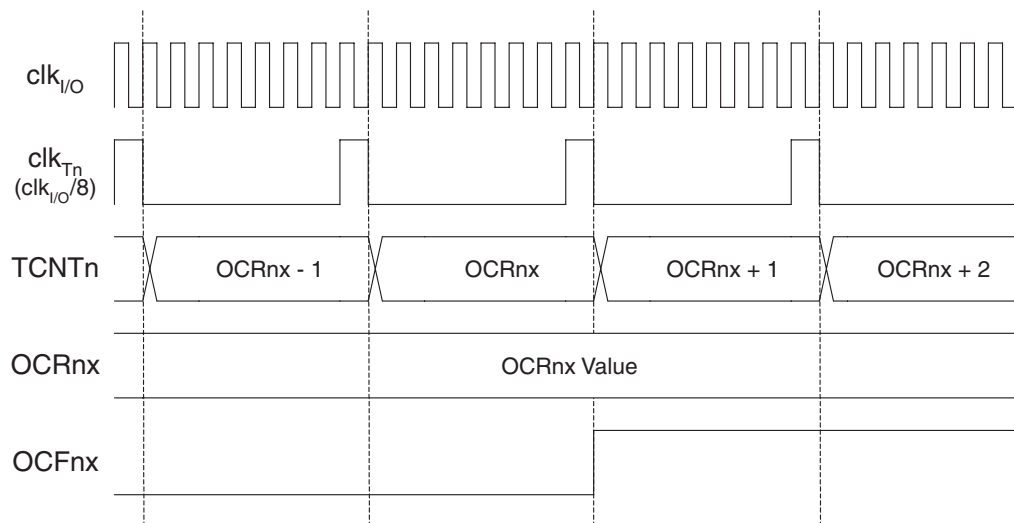 clkI/O
clkTn
(clkI/O/8)
TCNTn
OCRnx - 1
OCRnx
OCRnx + 1
OCRnx + 2
OCRnx
OCRnx Value
OCFnx